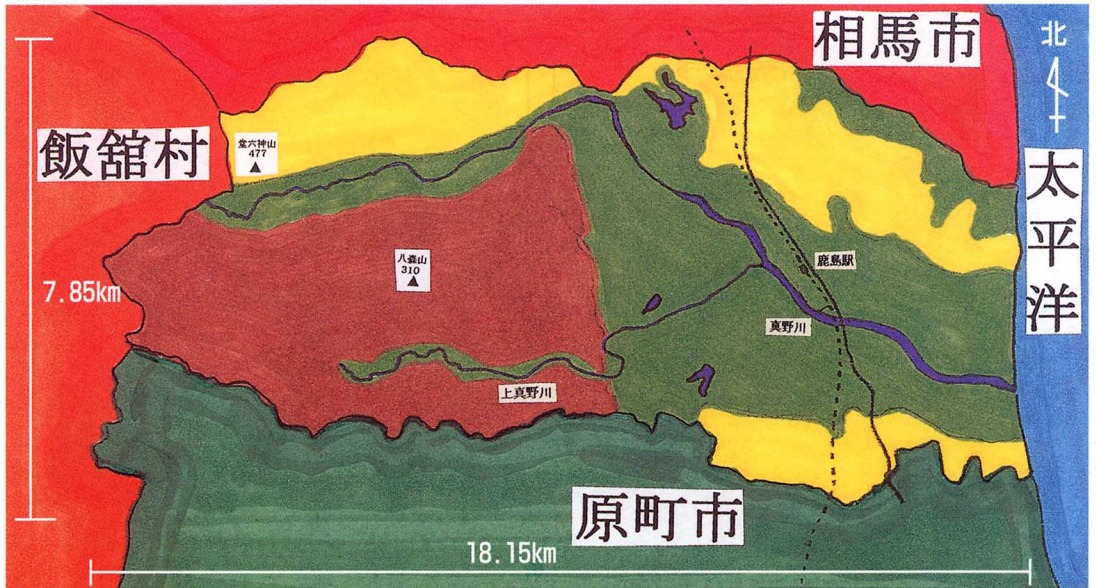 相馬市
北
飯舘村
堂六神山
477
太平洋
八森山
310
鹿島駅
7.85km
真野川
上真野川
原町市
18.15km